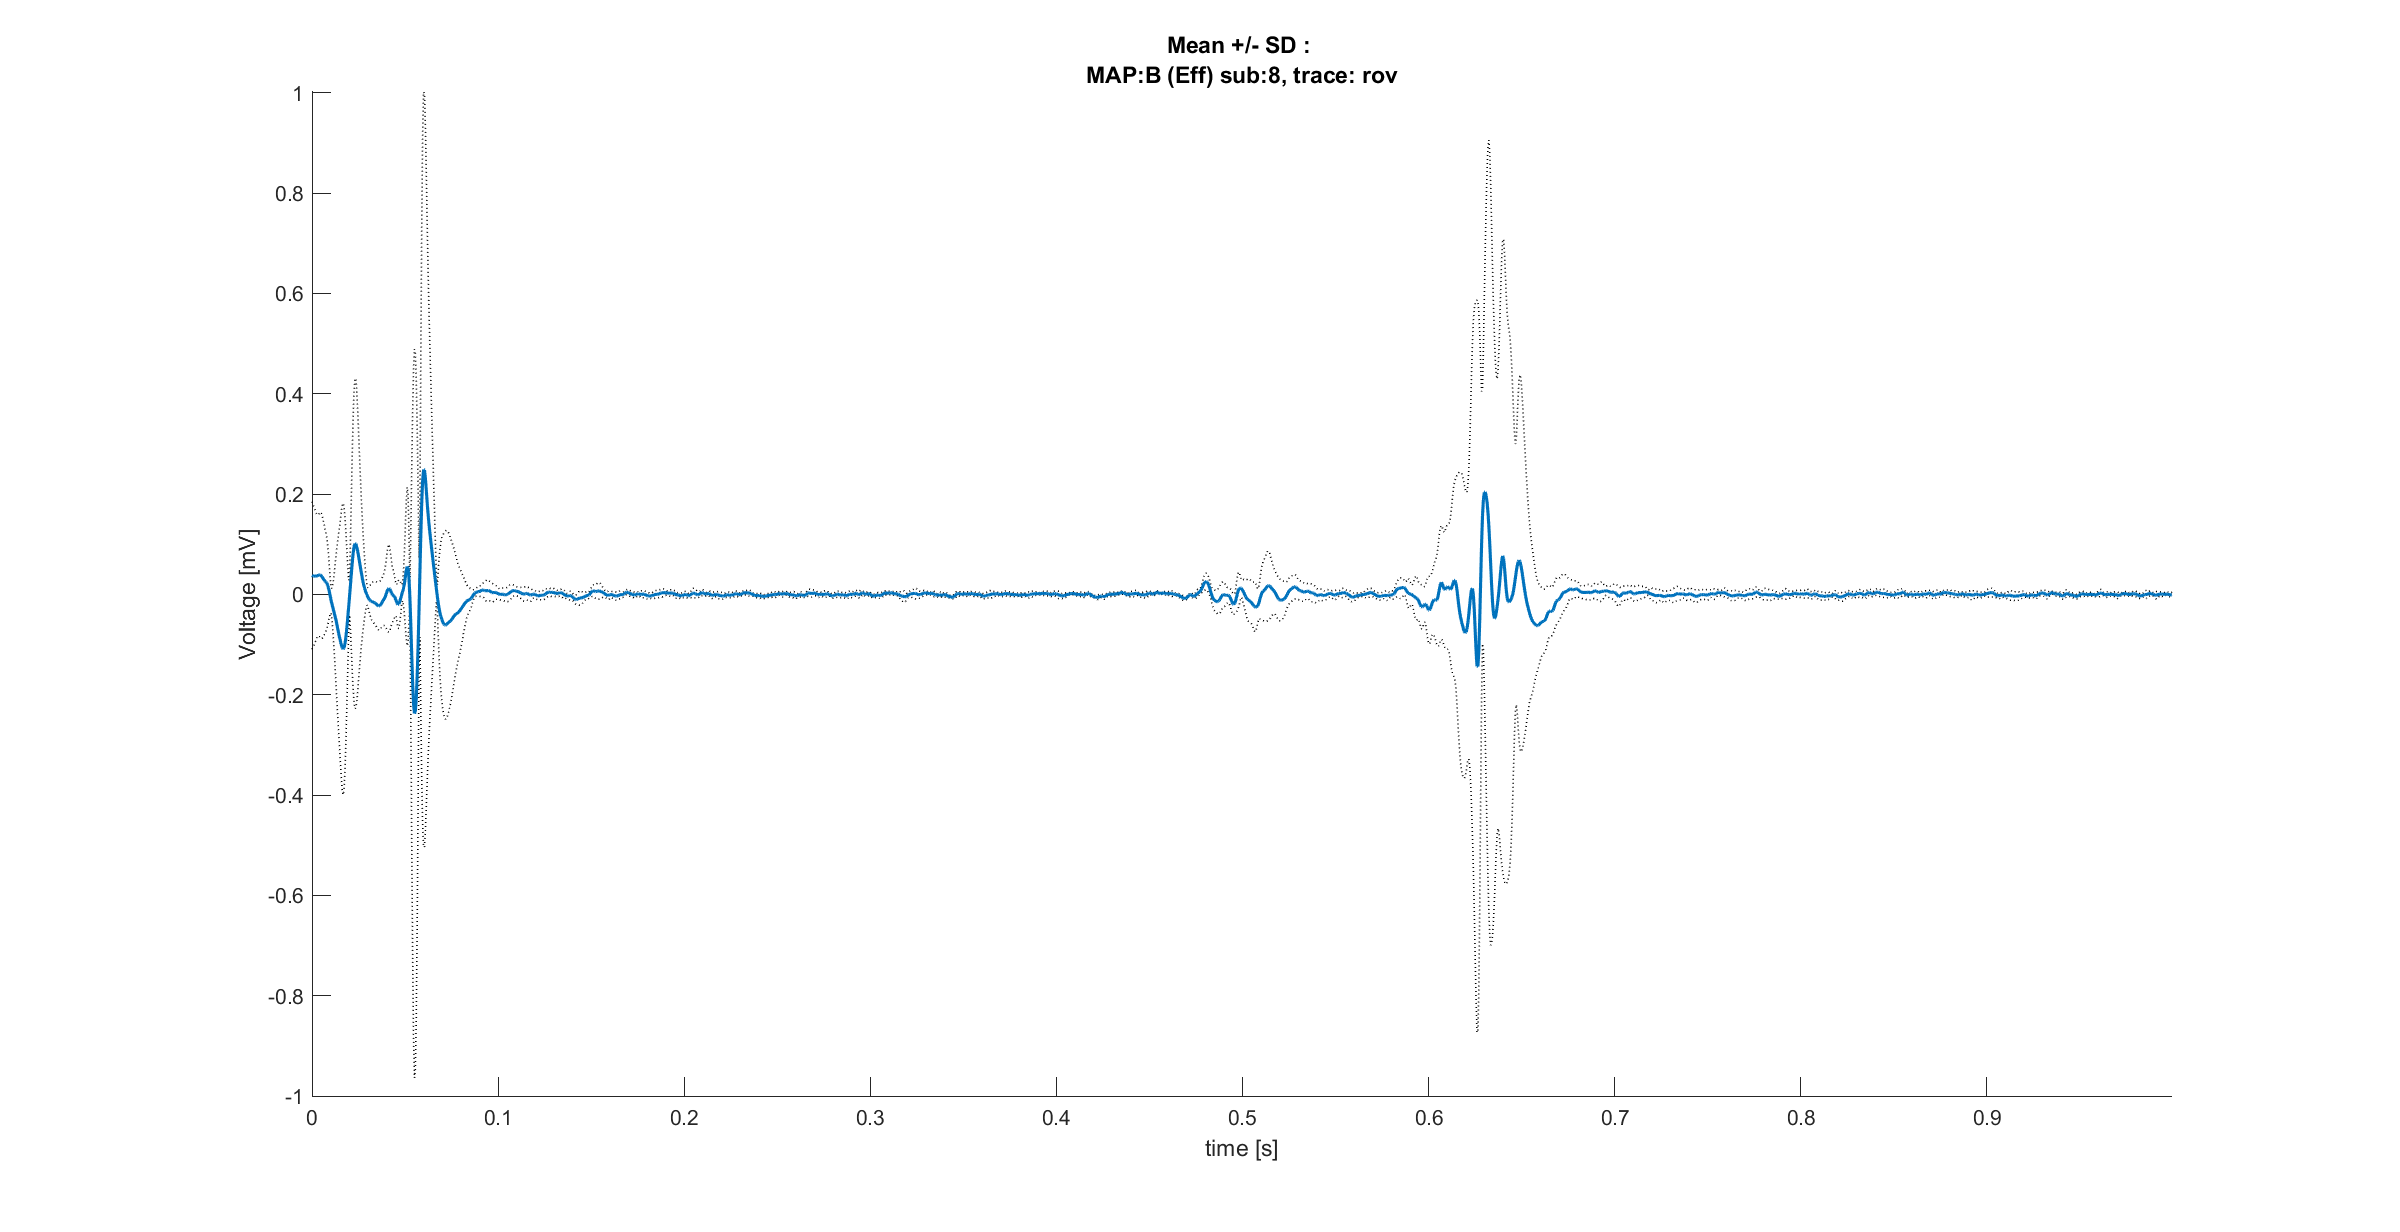 Mean +/- SD :
MAP:B (Eff) sub:8, trace: rov
1
0.8
0.6
0.4
0.2
0
-0.2
-0.4
-0.6
-0.8
-1
Voltage [mV]
0 0.1 0.2 0.3 0.4 0.5 0.6 0.7 0.8 0.9
time [s]